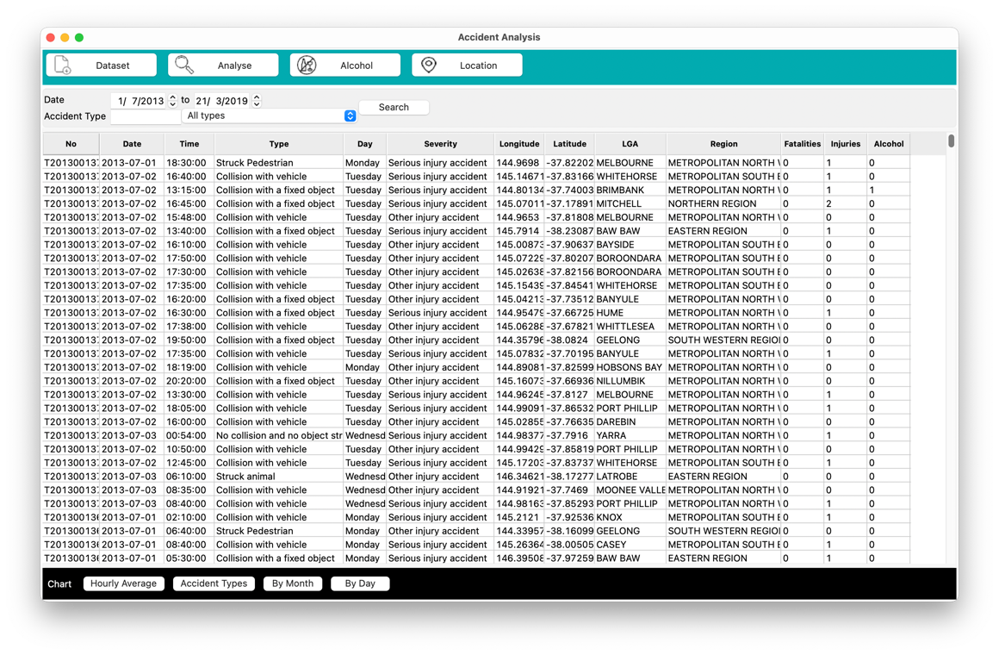 Accident Analysis
Dataset Analyse Alcohol Location
Date 1/ 7/2013 to 21/ 3/2019
Search
Accident Type All types
No Date Time Type Day Severity Longitude Latitude LGA Region Fatalities Injuries Alcohol
T20130013 2013-07-01 18:30:00 Struck Pedestrian Monday Serious injury accident 144.9698 -37.82202 MELBOURNE METROPOLITAN NORTH 0 1 0
T20130013 2013-07-02 16:40:00 Collision with vehicle Tuesday Serious injury accident 145.14671 -37.83166 WHITEHORSE METROPOLITAN SOUTH E 0 1 0
T20130013 2013-07-02 13:15:00 Collision with a fixed object Tuesday Serious injury accident 144.80134 -37.74003 BRIMBANK METROPOLITAN NORTH 0 1 1
T20130013 2013-07-02 16:45:00 Collision with a fixed object Tuesday Serious injury accident 145.07011 -37.17891 MITCHELL NORTHERN REGION 0 2 0
T20130013 2013-07-02 15:48:00 Collision with vehicle Tuesday Other injury accident 144.9653 -37.81808 MELBOURNE METROPOLITAN NORTH 0 0 0
T20130013 2013-07-02 13:40:00 Collision with a fixed object Tuesday Serious injury accident 145.7914 -38.23087 BAW BAW EASTERN REGION 0 1 0
T20130013 2013-07-02 16:10:00 Collision with vehicle Tuesday Other injury accident 145.00873 -37.90637 BAYSIDE METROPOLITAN SOUTH E 0 0 0
T20130013 2013-07-02 17:50:00 Collision with vehicle Tuesday Other injury accident 145.07229 -37.80207 BOROONDARA METROPOLITAN SOUTH E 0 0 0
T20130013 2013-07-02 17:30:00 Collision with vehicle Tuesday Other injury accident 145.02638 -37.82156 BOROONDARA METROPOLITAN SOUTH E 0 0 0
T20130013 2013-07-02 17:35:00 Collision with vehicle Tuesday Other injury accident 145.15439 -37.84541 WHITEHORSE METROPOLITAN SOUTH E 0 0 0
T20130013 2013-07-02 16:20:00 Collision with vehicle Tuesday Other injury accident 145.04213 -37.73512 BANYULE METROPOLITAN NORTH 0 0 0
T20130013 2013-07-02 16:30:00 Collision with a fixed object Tuesday Serious injury accident 144.95479 -37.66725 HUME METROPOLITAN NORTH 0 1 0
T20130013 2013-07-02 17:38:00 Collision with vehicle Tuesday Other injury accident 145.06288 -37.67821 WHITTLESEA METROPOLITAN NORTH 0 0 0
T20130013 2013-07-02 19:50:00 Collision with a fixed object Tuesday Other injury accident 144.35796 -38.0824 GEELONG SOUTH WESTERN REGIO 0 0 0
T20130013 2013-07-02 17:35:00 Collision with vehicle Tuesday Serious injury accident 145.07832 -37.70195 BANYULE METROPOLITAN NORTH 0 1 0
T20130013 2013-07-02 18:19:00 Collision with vehicle Monday Other injury accident 144.89081 -37.82599 HOBSONS BAY METROPOLITAN NORTH 0 0 0
T20130013 2013-07-02 20:20:00 Collision with a fixed object Tuesday Other injury accident 145.16073 -37.66936 NILLUMBIK METROPOLITAN NORTH 0 0 0
T20130013 2013-07-02 13:30:00 Collision with vehicle Tuesday Serious injury accident 144.96245 -37.8127 MELBOURNE METROPOLITAN NORTH 0 1 0
T20130013 2013-07-02 18:05:00 Collision with vehicle Tuesday Serious injury accident 144.99091 -37.86532 PORT PHILLIP METROPOLITAN NORTH 0 1 0
T20130013 2013-07-02 16:00:00 Collision with vehicle Tuesday Other injury accident 145.02855 -37.76635 DAREBIN METROPOLITAN NORTH 0 0 0
T20130013 2013-07-03 00:54:00 No collision and no object str Wednesd Serious injury accident 144.98377 -37.7916 YARRA METROPOLITAN NORTH 0 1 0
T20130013 2013-07-02 10:50:00 Collision with vehicle Tuesday Other injury accident 144.99429 -37.85819 PORT PHILLIP METROPOLITAN NORTH 0 0 0
T20130013 2013-07-02 12:45:00 Collision with vehicle Tuesday Serious injury accident 145.17203 -37.83737 WHITEHORSE METROPOLITAN SOUTH E 0 1 0
T20130013 2013-07-03 06:10:00 Struck animal Wednesd Other injury accident 146.34621 -38.17277 LATROBE EASTERN REGION 0 0 0
T20130013 2013-07-03 08:35:00 Collision with vehicle Wednesd Other injury accident 144.91921 -37.7469 MOONEE VALLE METROPOLITAN NORTH 0 0 0
T20130013 2013-07-03 08:40:00 Collision with vehicle Wednesd Serious injury accident 144.98163 -37.85293 PORT PHILLIP METROPOLITAN NORTH 0 1 0
T20130013 2013-07-01 02:10:00 Collision with vehicle Monday Serious injury accident 145.2121 -37.92536 KNOX METROPOLITAN SOUTH E 0 1 0
T20130013 2013-07-01 06:40:00 Struck Pedestrian Monday Other injury accident 144.33957 -38.16099 GEELONG SOUTH WESTERN REGIO 0 0 0
T20130013 2013-07-01 08:40:00 Collision with vehicle Monday Serious injury accident 145.26364 -38.00505 CASEY METROPOLITAN SOUTH E 0 1 0
T20130013 2013-07-01 05:30:00 Collision with a fixed object Monday Serious injury accident 146.39508 -37.97259 BAW BAW EASTERN REGION 0 1 0
Chart Hourly Average Accident Types By Month By Day